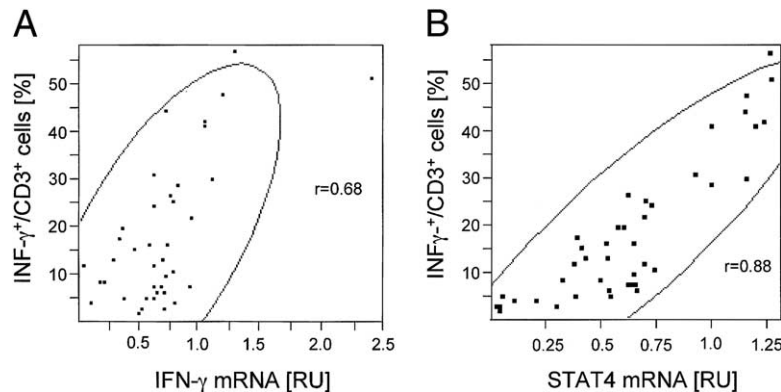 A
INF-γ⁺/CD3⁺ cells [%]
50
40
30
20
10
r=0.68
0.5
1.0
1.5
2.0
2.5
IFN-γ mRNA [RU]
B
INFγ-⁺/CD3⁺ cells [%]
50
40
30
20
10
r=0.88
0.25
0.50
0.75
1.0
1.25
STAT4 mRNA [RU]